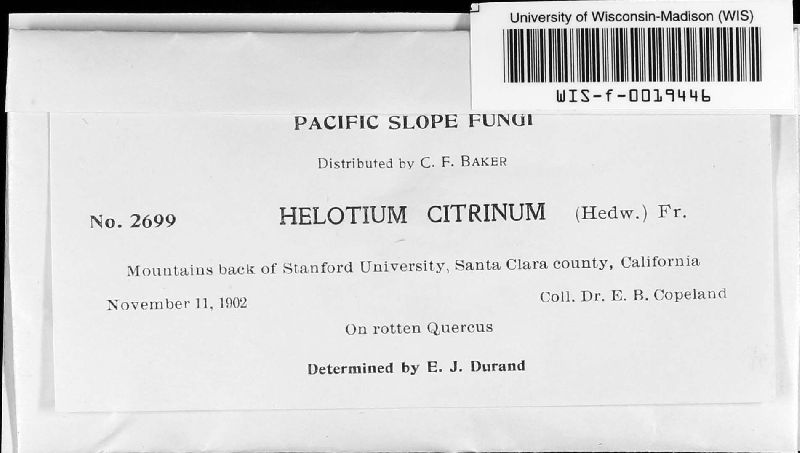 University of Wisconsin-Madison (WIS)
WIS-f-0019446
PACIFIC SLOPE FUNGI
Distributed by C. F. BAKER
No. 2699 HELOTIUM CITRINUM (Hedw.) Fr.
Mountains back of Stanford University, Santa Clara county, California
November 11, 1902 Coll. Dr. E. B. Copeland
On rotten Quercus
Determined by E. J. Durand